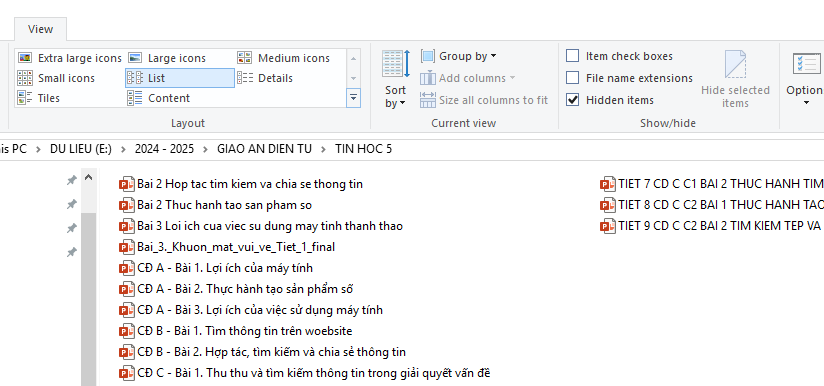 View
Extra large icons Large icons Medium icons
Small icons List Details
Tiles Content
Layout
Sort by
Group by
Add columns
Size all columns to fit
Current view
Item check boxes
File name extensions
Hidden items
Hide selected items
Show/hide
Option
is PC > DU LIEU (E:) > 2024 - 2025 > GIAO AN DIEN TU > TIN HOC 5
Bai 2 Hop tac tim kiem va chia se thong tin
Bai 2 Thuc hanh tao san pham so
Bai 3 Loi ich cua viec su dung may tinh thanh thao
Bai_3._Khuon_mat_vui_ve_Tiet_1_final
CĐ A - Bài 1. Lợi ích của máy tính
CĐ A - Bài 2. Thực hành tạo sản phẩm số
CĐ A - Bài 3. Lợi ích của việc sử dụng máy tính
CĐ B - Bài 1. Tìm thông tin trên woebsite
CĐ B - Bài 2. Hợp tác, tìm kiếm và chia sẻ thông tin
CĐ C - Bài 1. Thu thu và tìm kiếm thông tin trong giải quyết vấn đề
TIET 7 CD C C1 BAI 2 THUC HANH TIM
TIET 8 CD C C2 BAI 1 THUC HANH TAO
TIET 9 CD C C2 BAI 2 TIM KIEM TEP VA